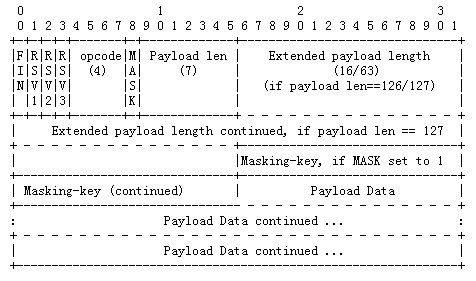 0                   1                   2                   3
0 1 2 3 4 5 6 7 8 9 0 1 2 3 4 5 6 7 8 9 0 1 2 3 4 5 6 7 8 9 0 1
+-+-+-+-+-------+-+-------------+-------------------------------+
|F|R|R|R| opcode|M| Payload len |    Extended payload length    |
|I|S|S|S|  (4)  |A|     (7)     |            (16/63)            |
|N|V|V|V|       |S|             |  (if payload len==126/127)    |
| |1|2|3|       |K|             |                               |
+-+-+-+-+-------+-+-------------+ - - - - - - - - - - - - - - - +
|    Extended payload length continued, if payload len == 127   |
+ - - - - - - - - - - - - - - - +-------------------------------+
|                               |Masking-key, if MASK set to 1  |
+-------------------------------+-------------------------------+
| Masking-key (continued)       |         Payload Data          |
+-------------------------------- - - - - - - - - - - - - - - - +
:                    Payload Data continued ...                 :
+ - - - - - - - - - - - - - - - - - - - - - - - - - - - - - - - +
|                    Payload Data continued ...                 |
+---------------------------------------------------------------+